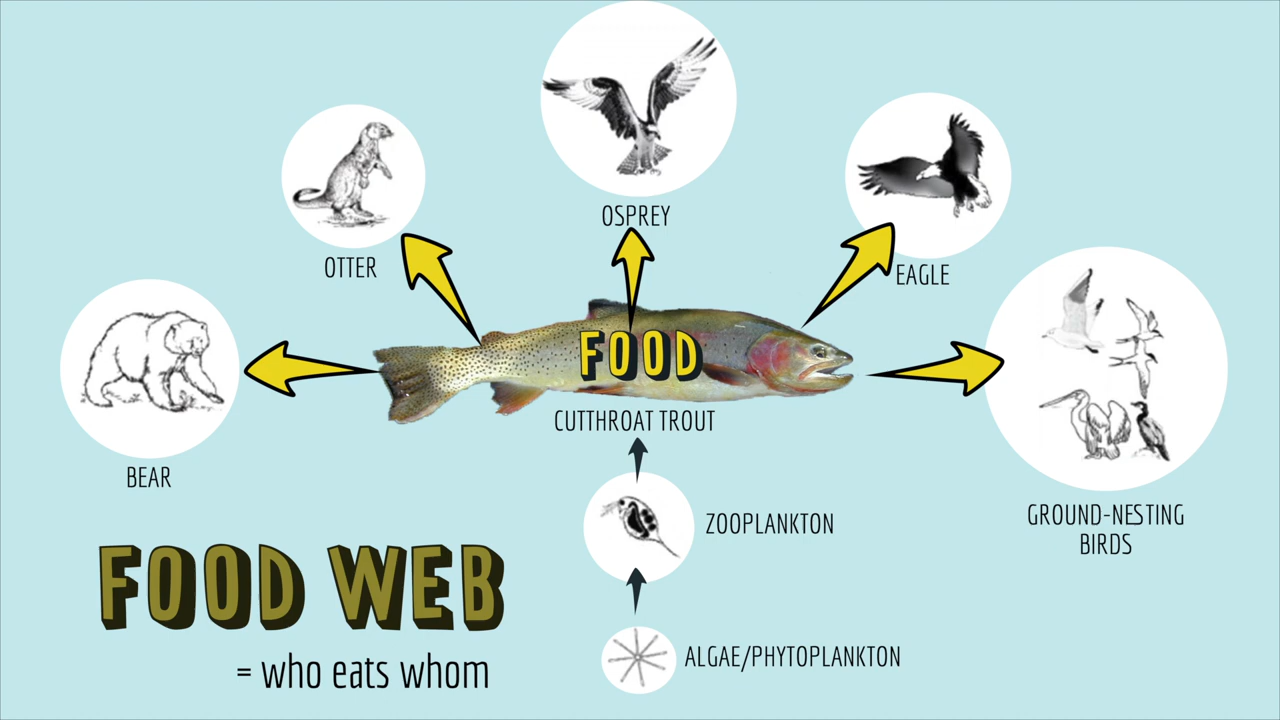 OSPREY
OTTER
EAGLE
FOOD
CUTTHROAT TROUT
BEAR
ZOOPLANKTON
GROUND-NESTING
BIRDS
FOOD WEB
= who eats whom
ALGAE/PHYTOPLANKTON